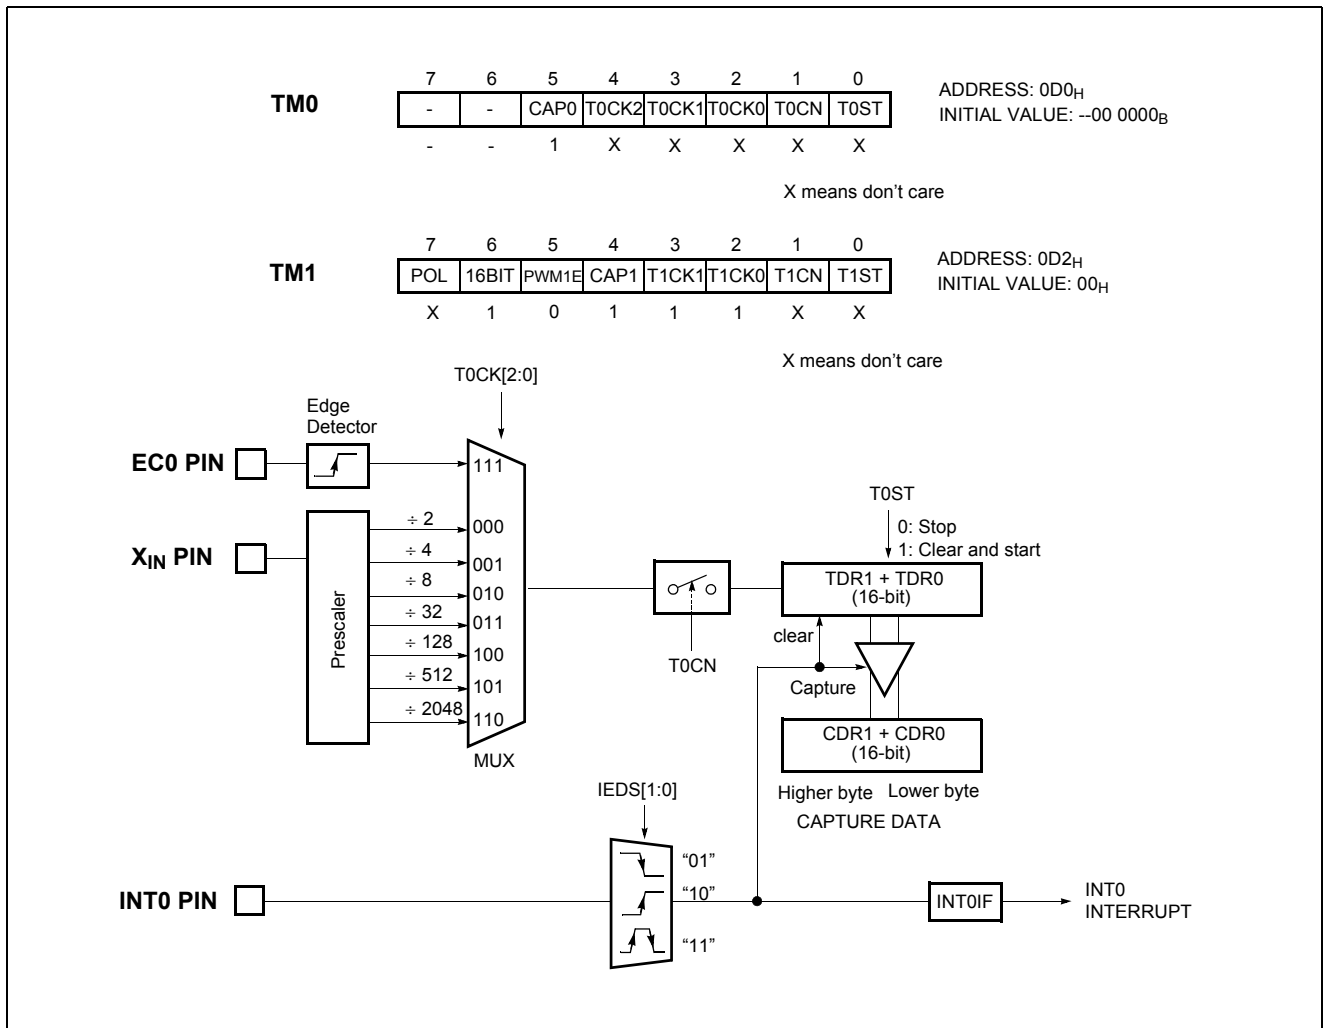 7 6 5 4 3 2 1 0
TM0 - - CAP0 T0CK2 T0CK1 T0CK0 T0CN T0ST
- - 1 X X X X X
ADDRESS: 0D0H
INITIAL VALUE: --00 0000B
X means don't care
7 6 5 4 3 2 1 0
TM1 POL 16BIT PWM1E CAP1 T1CK1 T1CK0 T1CN T1ST
X 1 0 1 1 1 X X
ADDRESS: 0D2H
INITIAL VALUE: 00H
X means don't care
T0CK[2:0]
Edge
Detector
EC0 PIN
111
XIN PIN
Prescaler
÷ 2 000
÷ 4 001
÷ 8 010
÷ 32 011
÷ 128 100
÷ 512 101
÷ 2048 110
MUX
T0CN
T0ST
0: Stop
1: Clear and start
TDR1 + TDR0
(16-bit)
clear
Capture
CDR1 + CDR0
(16-bit)
Higher byte Lower byte
CAPTURE DATA
IEDS[1:0]
“01”
“10”
“11”
INT0 PIN
INT0IF
INT0
INTERRUPT